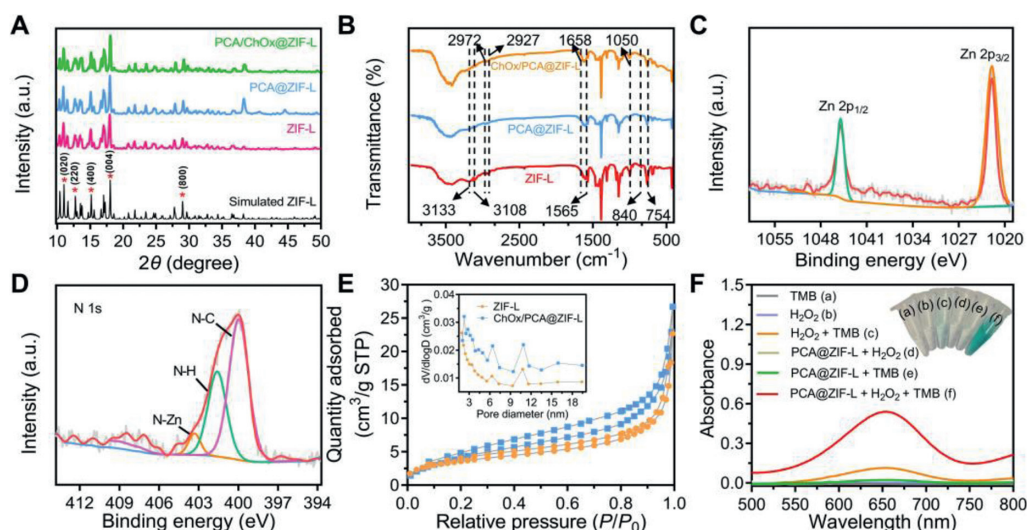 A
PCA/ChOx@ZIF-L
PCA@ZIF-L
ZIF-L
(020)
(220)
(400)
(004)
(800)
Simulated ZIF-L
Intensity (a.u.)
10 15 20 25 30 35 40 45 50
2θ (degree)
B
2972 2927 1658 1050
ChOx/PCA@ZIF-L
PCA@ZIF-L
ZIF-L
3133 3108 1565 840 754
Transmittance (%)
3500 2500 1500 500
Wavenumber (cm-1)
C
Zn 2p3/2
Zn 2p1/2
Intensity (a.u.)
1055 1048 1041 1034 1027 1020
Binding energy (eV)
D
N 1s
N-C
N-H
N-Zn
Intensity (a.u.)
412 409 406 403 400 397 394
Binding energy (eV)
E
ZIF-L
ChOx/PCA@ZIF-L
dV/dlogD (cm3/g)
0.04
0.03
0.02
0.01
3 6 9 12 15 18
Pore diameter (nm)
Quantity adsorbed
(cm3/g STP)
35
30
25
20
15
10
5
0
0.0 0.2 0.4 0.6 0.8 1.0
Relative pressure (P/P0)
F
TMB (a)
H2O2 (b)
H2O2 + TMB (c)
PCA@ZIF-L + H2O2 (d)
PCA@ZIF-L + TMB (e)
PCA@ZIF-L + H2O2 + TMB (f)
(a) (b) (c) (d) (e) (f)
Absorbance
1.5
1.2
0.9
0.6
0.3
0.0
500 550 600 650 700 750 800
Wavelength (nm)